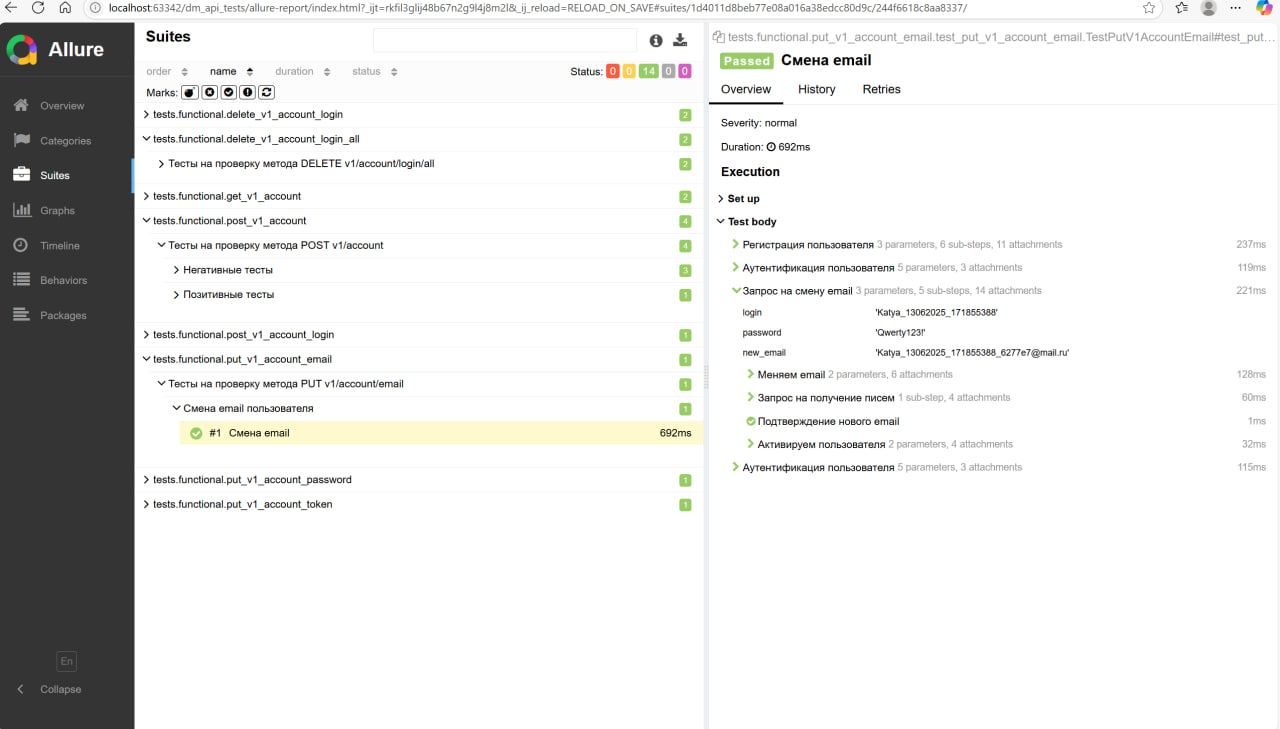 localhost:63342/dm_api_tests/allure-report/index.html?_ijt=rkfil3glij48b67n2g9l4j8m2l&_ij_reload=RELOAD_ON_SAVE#suites/1d4011d8beb77e08a016a38edcc80d9c/244f6618c8aa8337/
Allure
Overview
Categories
Suites
Graphs
Timeline
Behaviors
Packages
En
Collapse
Suites
order name duration status Status: 0 0 14 0 0
Marks:
tests.functional.delete_v1_account_login 2
tests.functional.delete_v1_account_login_all 2
Тесты на проверку метода DELETE v1/account/login/all 2
tests.functional.get_v1_account 2
tests.functional.post_v1_account 4
Тесты на проверку метода POST v1/account 4
Негативные тесты 3
Позитивные тесты 1
tests.functional.post_v1_account_login 1
tests.functional.put_v1_account_email 1
Тесты на проверку метода PUT v1/account/email 1
Смена email пользователя 1
#1 Смена email 692ms
tests.functional.put_v1_account_password 1
tests.functional.put_v1_account_token 1
tests.functional.put_v1_account_email.test_put_v1_account_email.TestPutV1AccountEmail#test_put...
Passed Смена email
Overview History Retries
Severity: normal
Duration: 692ms
Execution
Set up
Test body
Регистрация пользователя 3 parameters, 6 sub-steps, 11 attachments 237ms
Аутентификация пользователя 5 parameters, 3 attachments 119ms
Запрос на смену email 3 parameters, 5 sub-steps, 14 attachments 221ms
login 'Katya_13062025_171855388'
password 'Qwerty123!'
new_email 'Katya_13062025_171855388_6277e7@mail.ru'
Меняем email 2 parameters, 6 attachments 128ms
Запрос на получение писем 1 sub-step, 4 attachments 60ms
Подтверждение нового email 1ms
Активируем пользователя 2 parameters, 4 attachments 32ms
Аутентификация пользователя 5 parameters, 3 attachments 115ms